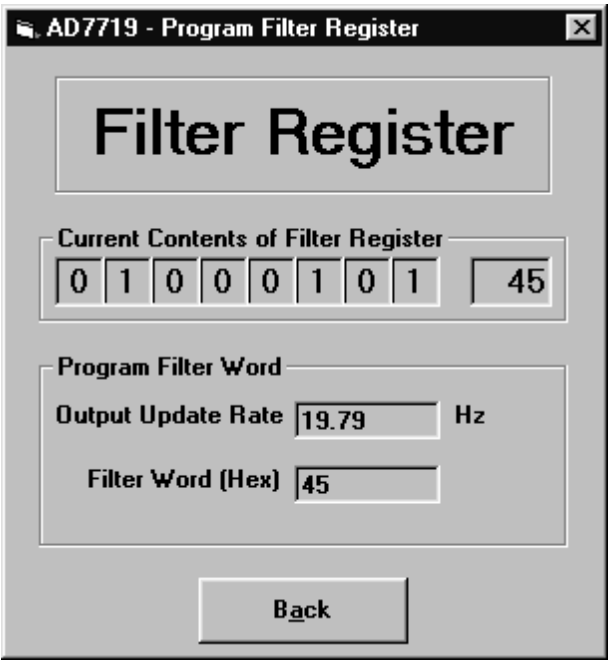 AD7719 - Program Filter Register
Filter Register
Current Contents of Filter Register
0 1 0 0 0 1 0 1 45
Program Filter Word
Output Update Rate 19.79 Hz
Filter Word (Hex) 45
Back